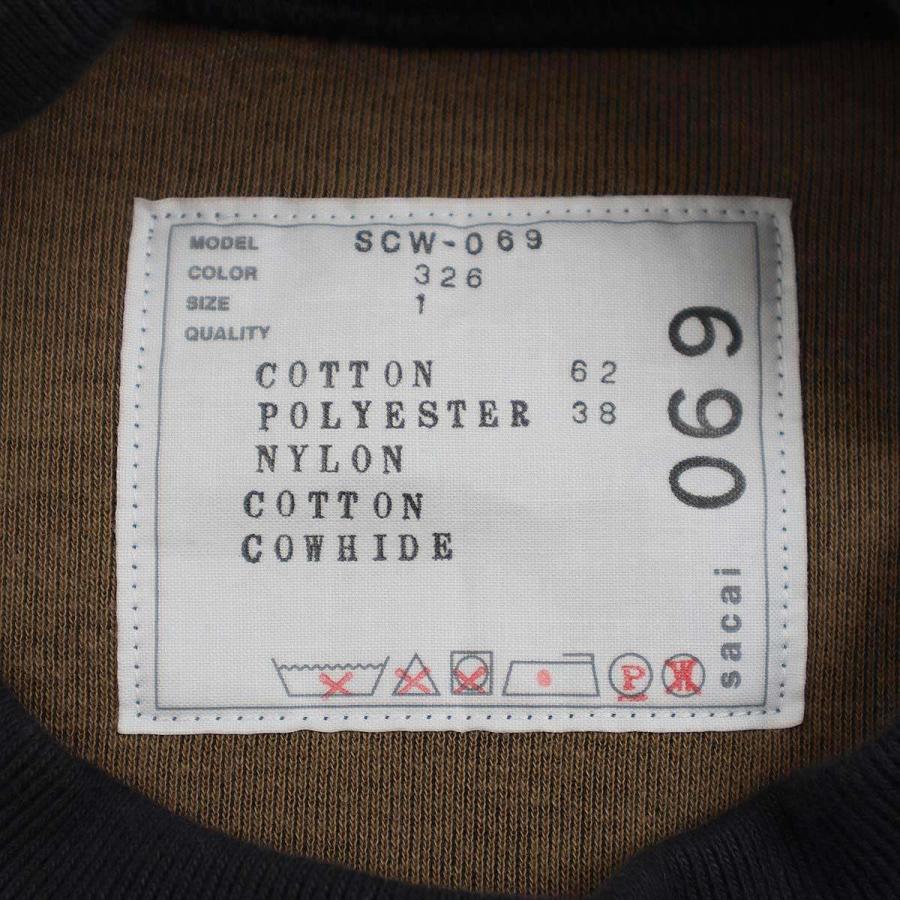 MODEL SCW-069
COLOR 326
SIZE 1
QUALITY
COTTON 62
POLYESTER 38
NYLON
COTTON
COWHIDE
P W
sacai 069